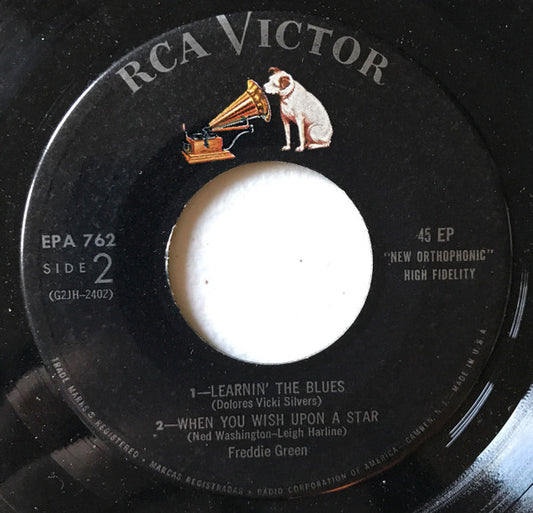 RCA VICTOR
EPA 762
SIDE 2
(G2JH-2402)
45 EP
"NEW ORTHOPHONIC"
HIGH FIDELITY
1—LEARNIN' THE BLUES
(Dolores Vicki Silvers)
2—WHEN YOU WISH UPON A STAR
(Ned Washington-Leigh Harline)
Freddie Green
TRADE MARKS REGISTERED • MARCAS REGISTRADAS • RADIO CORPORATION OF AMERICA, CAMDEN, N.J. • MADE IN U.S.A.